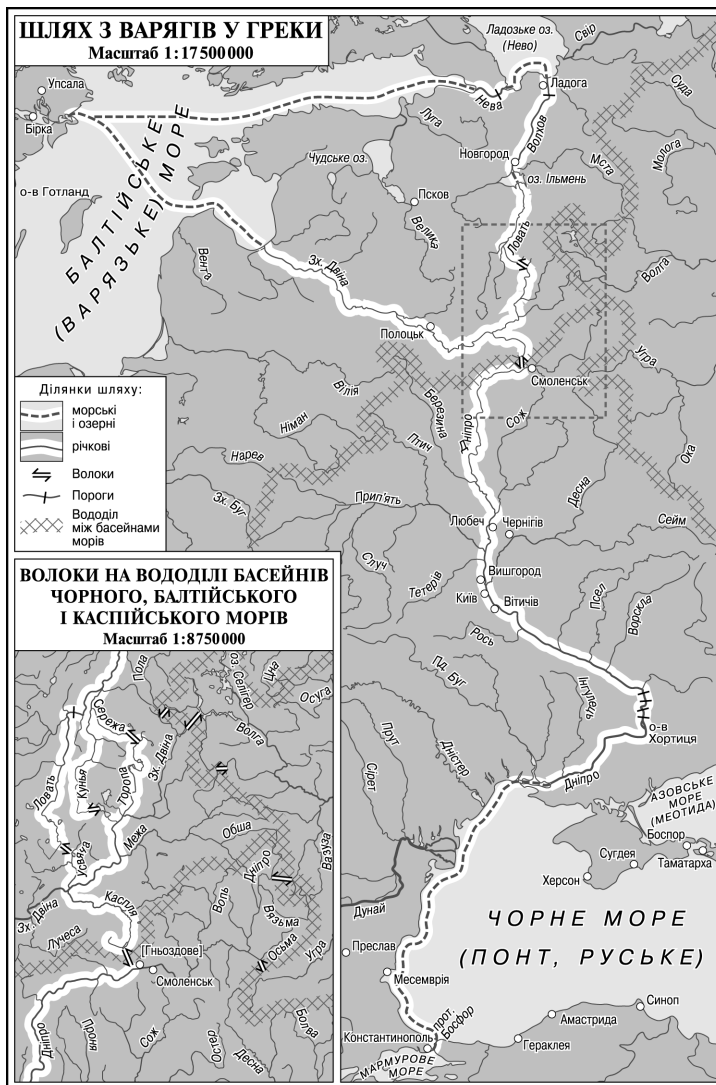 ШЛЯХ З ВАРЯГІВ У ГРЕКИ
Масштаб 1:17500000
Ладозьке оз.
(Нево)
Свір
Упсала
Бірка
Нева
Ладога
Суда
Луга
Волхов
Чудське оз.
Новгород
оз. Ільмень
Мста
Молога
о-в Готланд
БАЛТІЙСЬКЕ МОРЕ
(ВАРЯЗЬКЕ)
Псков
Велика
Ловать
Вента
Зх. Двіна
Волга
Полоцьк
Смоленськ
Угра
Ділянки шляху:
морські
і озерні
річкові
Волоки
Пороги
Вододіл
між басейнами
морів
Вілія
Березина
Німан
Дніпро
Сож
Птич
Нарев
Ока
Зх. Буг
Прип'ять
Десна
Любеч
Чернігів
Сейм
Случ
Тетерів
Вишгород
Київ
Вітичів
Псел
Ворскла
Рось
Пд. Буг
Інгулець
о-в
Хортиця
Прут
Дністер
Сірет
Дніпро
АЗОВСЬКЕ
МОРЕ
(МЕОТИДА)
Боспор
Сугдея
Таматарха
Херсон
Дунай
ЧОРНЕ МОРЕ
(ПОНТ, РУСЬКЕ)
Преслав
Месемврія
Синоп
Амастрида
прот.
Босфор
Константинополь
Гераклея
МАРМУРОВЕ
МОРЕ
ВОЛОКИ НА ВОДОДІЛІ БАСЕЙНІВ
ЧОРНОГО, БАЛТІЙСЬКОГО
І КАСПІЙСЬКОГО МОРІВ
Масштаб 1:8750000
Пола
оз. Селігер
Цна
Осуга
Сережа
Волга
Зх. Двіна
Ловать
Кунья
Торопа
Обша
Межа
Усвяча
Вазуза
Дніпро
Вопь
Каспля
Зх. Двіна
Лучеса
Вязьма
[Гньоздове]
Осьма
Угра
Смоленськ
Дніпро
Проня
Сож
Остер
Десна
Болва